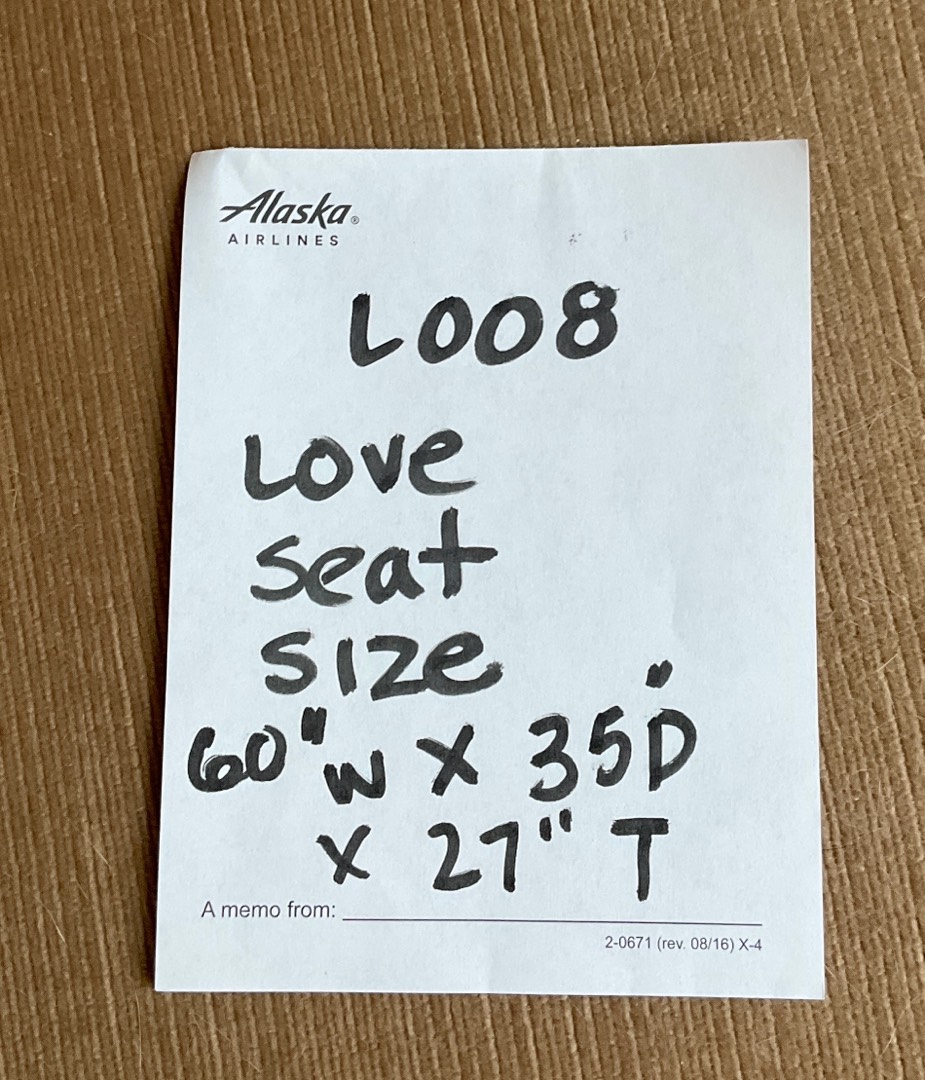 Alaska®
AIRLINES
L008
Love
seat
size
60" W X 35" D
X 27" T
A memo from:
2-0671 (rev. 08/16) X-4